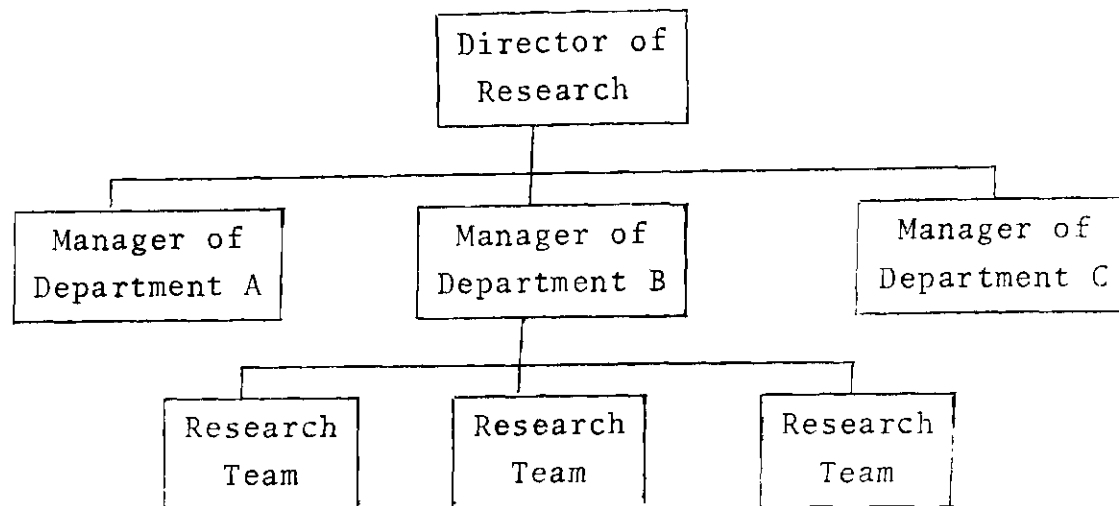 Director of
Research
Manager of
Department A
Manager of
Department B
Manager of
Department C
Research
Team
Research
Team
Research
Team